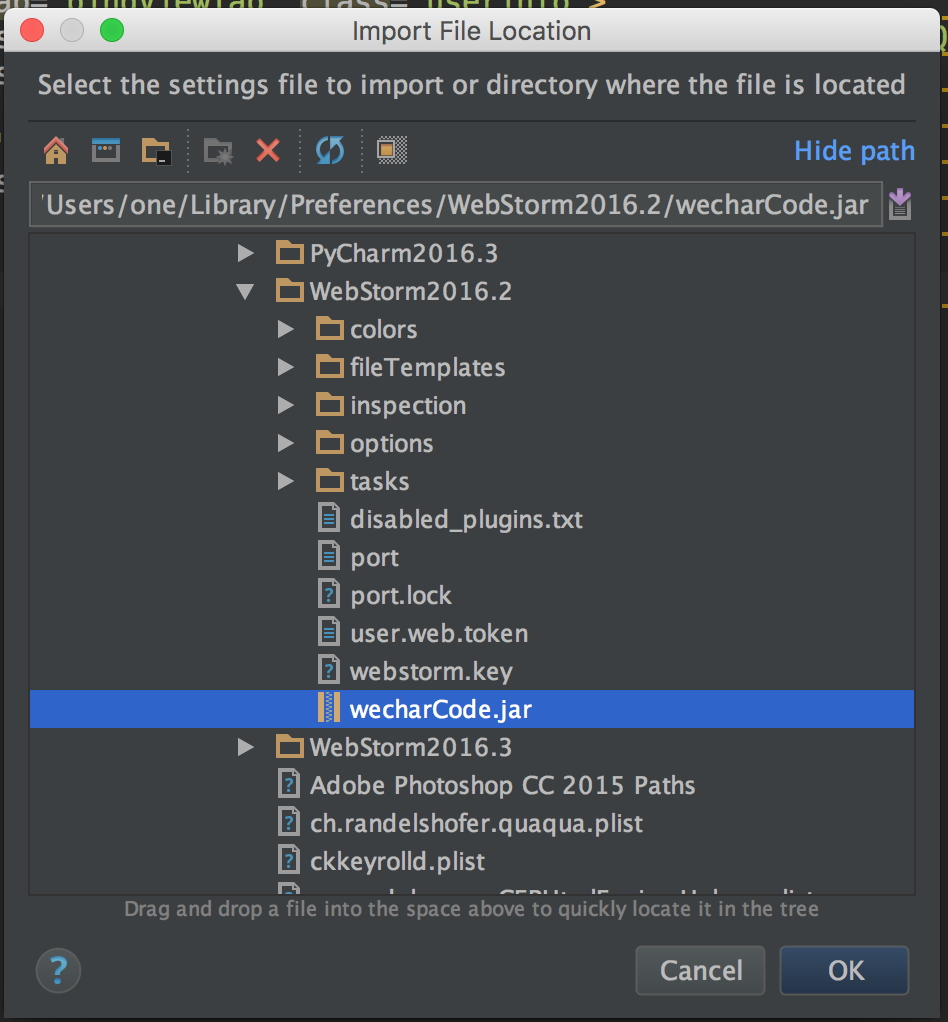 Import File Location
Select the settings file to import or directory where the file is located
Hide path
/Users/one/Library/Preferences/WebStorm2016.2/wecharCode.jar
PyCharm2016.3
WebStorm2016.2
colors
fileTemplates
inspection
options
tasks
disabled_plugins.txt
port
port.lock
user.web.token
webstorm.key
wecharCode.jar
WebStorm2016.3
Adobe Photoshop CC 2015 Paths
ch.randelshofer.quaqua.plist
ckkeyrolld.plist
Drag and drop a file into the space above to quickly locate it in the tree
?
Cancel
OK